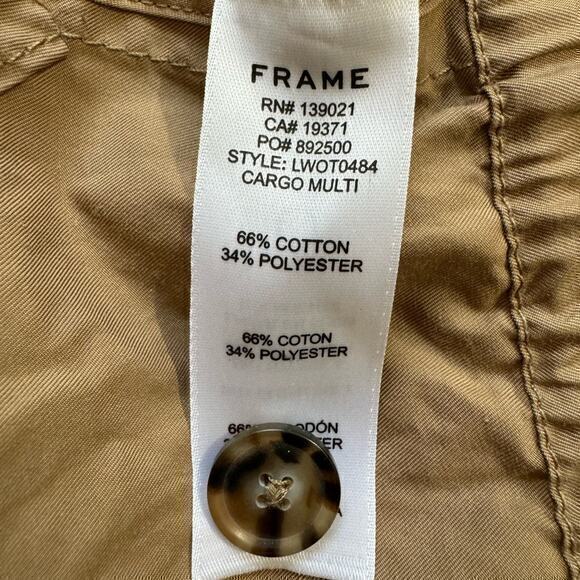 FRAME
RN# 139021
CA# 19371
PO# 892500
STYLE: LWOT0484
CARGO MULTI
66% COTTON
34% POLYESTER
66% COTON
34% POLYESTER